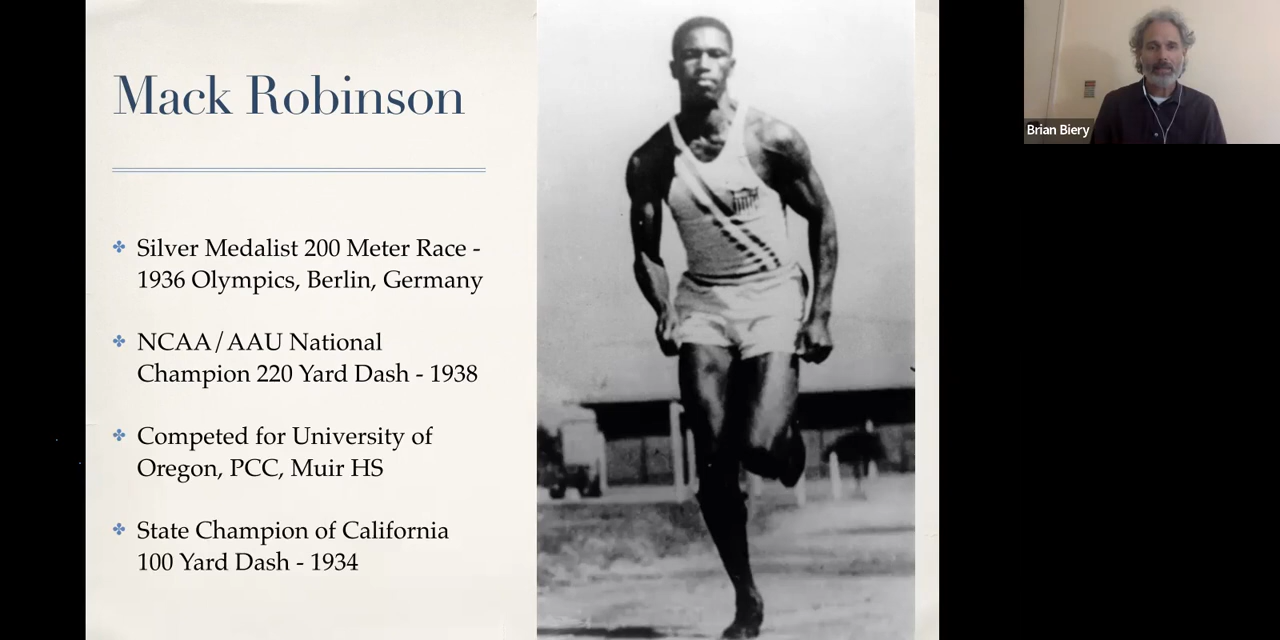 Mack Robinson
Silver Medalist 200 Meter Race -
1936 Olympics, Berlin, Germany
NCAA/AAU National
Champion 220 Yard Dash - 1938
Competed for University of
Oregon, PCC, Muir HS
State Champion of California
100 Yard Dash - 1934
Brian Biery